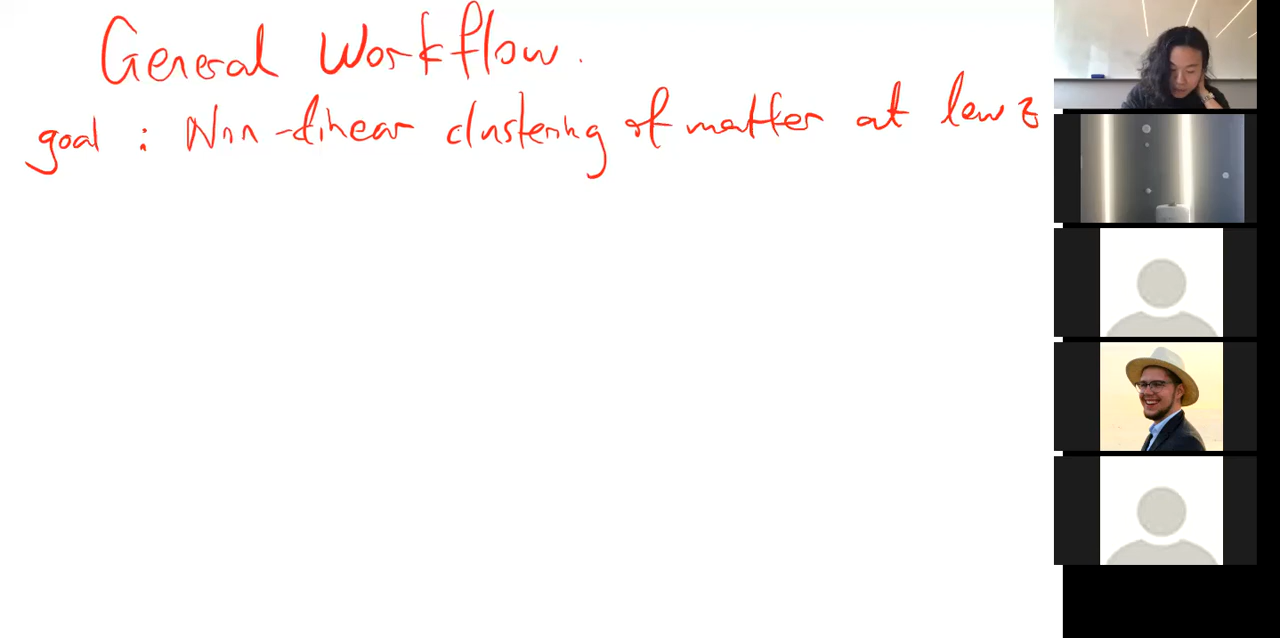 General Workflow.
goal : Non-linear clustering of matter at low z